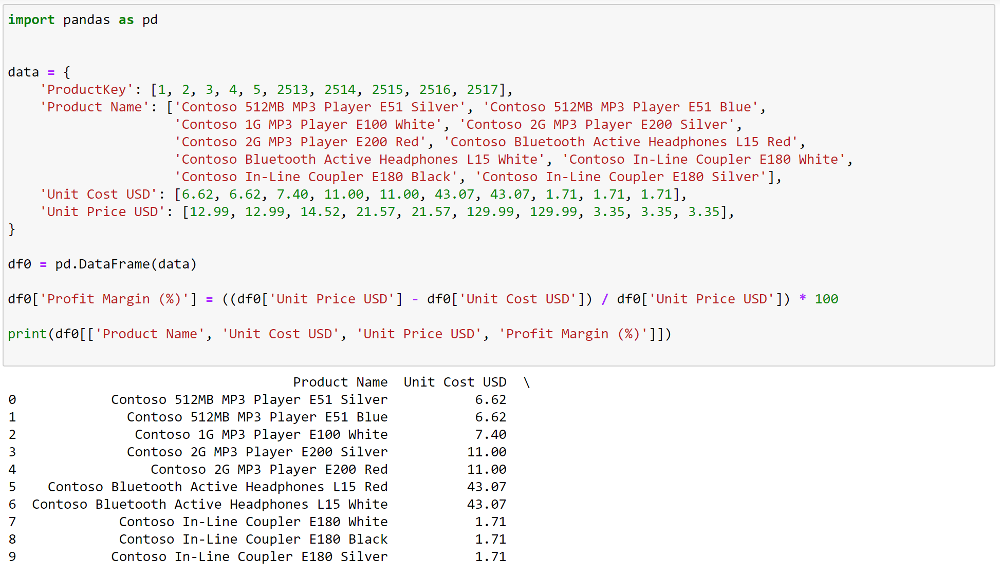 import pandas as pd
data = {
    'ProductKey': [1, 2, 3, 4, 5, 2513, 2514, 2515, 2516, 2517],
    'Product Name': ['Contoso 512MB MP3 Player E51 Silver', 'Contoso 512MB MP3 Player E51 Blue',
                     'Contoso 1G MP3 Player E100 White', 'Contoso 2G MP3 Player E200 Silver',
                     'Contoso 2G MP3 Player E200 Red', 'Contoso Bluetooth Active Headphones L15 Red',
                     'Contoso Bluetooth Active Headphones L15 White', 'Contoso In-Line Coupler E180 White',
                     'Contoso In-Line Coupler E180 Black', 'Contoso In-Line Coupler E180 Silver'],
    'Unit Cost USD': [6.62, 6.62, 7.40, 11.00, 11.00, 43.07, 43.07, 1.71, 1.71, 1.71],
    'Unit Price USD': [12.99, 12.99, 14.52, 21.57, 21.57, 129.99, 129.99, 3.35, 3.35, 3.35],
}
df0 = pd.DataFrame(data)
df0['Profit Margin (%)'] = ((df0['Unit Price USD'] - df0['Unit Cost USD']) / df0['Unit Price USD']) * 100
print(df0[['Product Name', 'Unit Cost USD', 'Unit Price USD', 'Profit Margin (%)']])
                                    Product Name  Unit Cost USD  \
0            Contoso 512MB MP3 Player E51 Silver           6.62
1              Contoso 512MB MP3 Player E51 Blue           6.62
2               Contoso 1G MP3 Player E100 White           7.40
3              Contoso 2G MP3 Player E200 Silver          11.00
4                 Contoso 2G MP3 Player E200 Red          11.00
5    Contoso Bluetooth Active Headphones L15 Red          43.07
6  Contoso Bluetooth Active Headphones L15 White          43.07
7             Contoso In-Line Coupler E180 White           1.71
8             Contoso In-Line Coupler E180 Black           1.71
9            Contoso In-Line Coupler E180 Silver           1.71